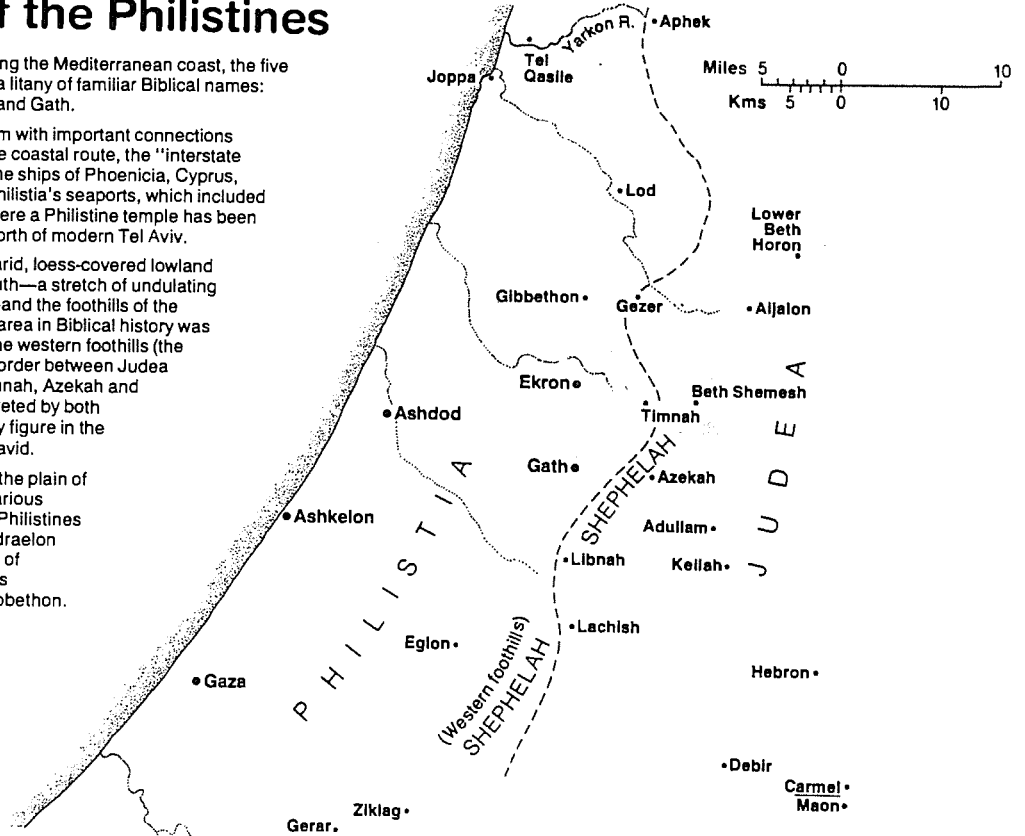 f the Philistines
ng the Mediterranean coast, the five
a litany of familiar Biblical names:
and Gath.
m with important connections
e coastal route, the "interstate
ne ships of Phoenicia, Cyprus,
hilistia's seaports, which included
ere a Philistine temple has been
orth of modern Tel Aviv.
arid, loess-covered lowland
uth—a stretch of undulating
and the foothills of the
area in Biblical history was
ne western foothills (the
order between Judea
nnah, Azekah and
eted by both
y figure in the
avid.
the plain of
arious
Philistines
draelon
of
s
obethon.
Yarkon R.
Aphek
Tel
Qasile
Joppa
Miles 5 0 10
Kms 5 0 10
Lod
Lower
Beth
Horon
Gibbethon
Gezer
Aijalon
Ekron
Beth Shemesh
Timnah
Ashdod
Gath
SHEPHELAH
Azekah
Ashkelon
Adullam
Libnah
Keilah
JUDEA
PHILISTIA
Lachish
Eglon
(Western foothills)
SHEPHELAH
Hebron
Gaza
Debir
Carmel
Maon
Ziklag
Gerar